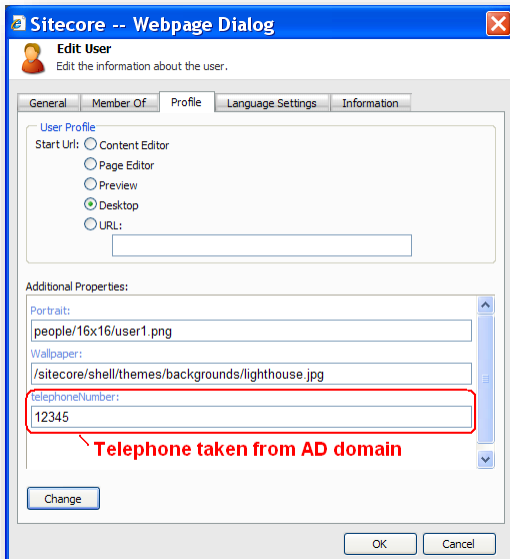 Sitecore -- Webpage Dialog
Edit User
Edit the information about the user.
General Member Of Profile Language Settings Information
User Profile
Start Url: Content Editor
Page Editor
Preview
Desktop
URL:
Additional Properties:
Portrait:
people/16x16/user1.png
Wallpaper:
/sitecore/shell/themes/backgrounds/lighthouse.jpg
telephoneNumber:
12345
Telephone taken from AD domain
Change
OK Cancel